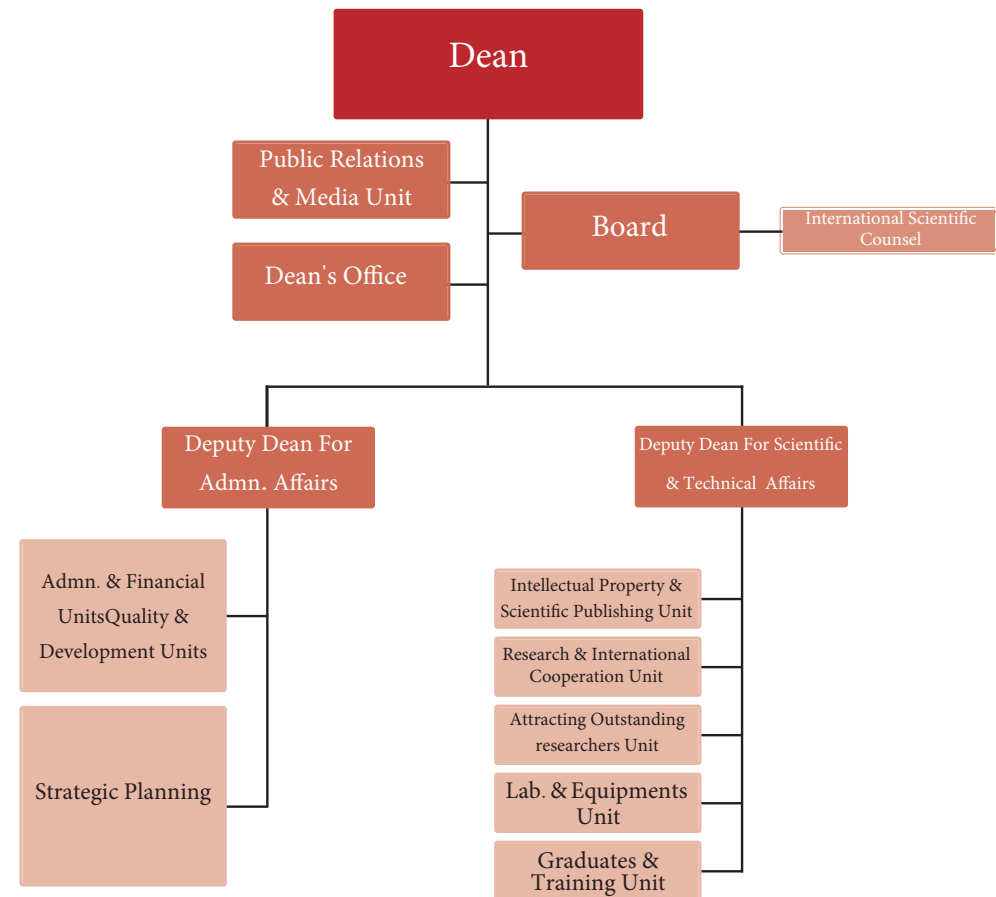 Dean
Public Relations
& Media Unit
Board
International Scientific
Counsel
Dean's Office
Deputy Dean For
Admn. Affairs
Deputy Dean For Scientific
& Technical Affairs
Admn. & Financial
UnitsQuality &
Development Units
Strategic Planning
Intellectual Property &
Scientific Publishing Unit
Research & International
Cooperation Unit
Attracting Outstanding
researchers Unit
Lab. & Equipments
Unit
Graduates &
Training Unit